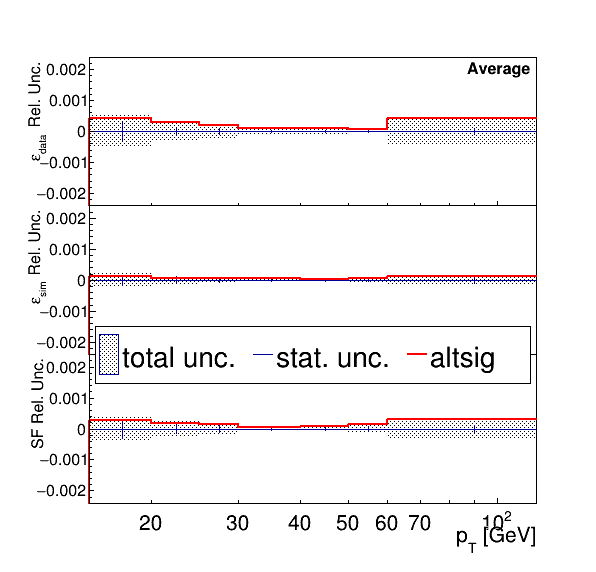 Average
ε_data Rel. Unc.
0.002
0.001
0
−0.001
−0.002
ε_sim Rel. Unc.
0.002
0.001
0
−0.001
−0.002
total unc. stat. unc. altsig
SF Rel. Unc.
0.002
0.001
0
−0.001
−0.002
20 30 40 50 60 70 10²
p_T [GeV]